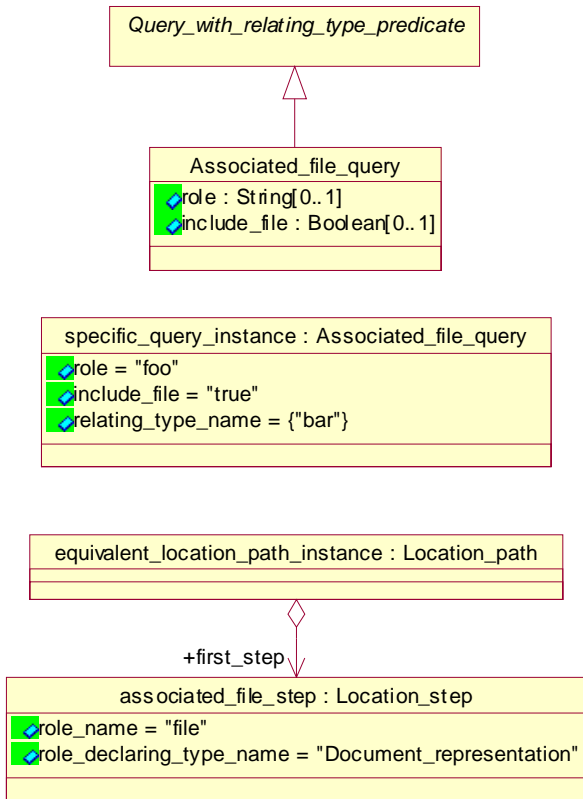 Query_with_relating_type_predicate
Associated_file_query
role : String[0..1]
include_file : Boolean[0..1]
specific_query_instance : Associated_file_query
role = "foo"
include_file = "true"
relating_type_name = {"bar"}
equivalent_location_path_instance : Location_path
+first_step
associated_file_step : Location_step
role_name = "file"
role_declaring_type_name = "Document_representation"